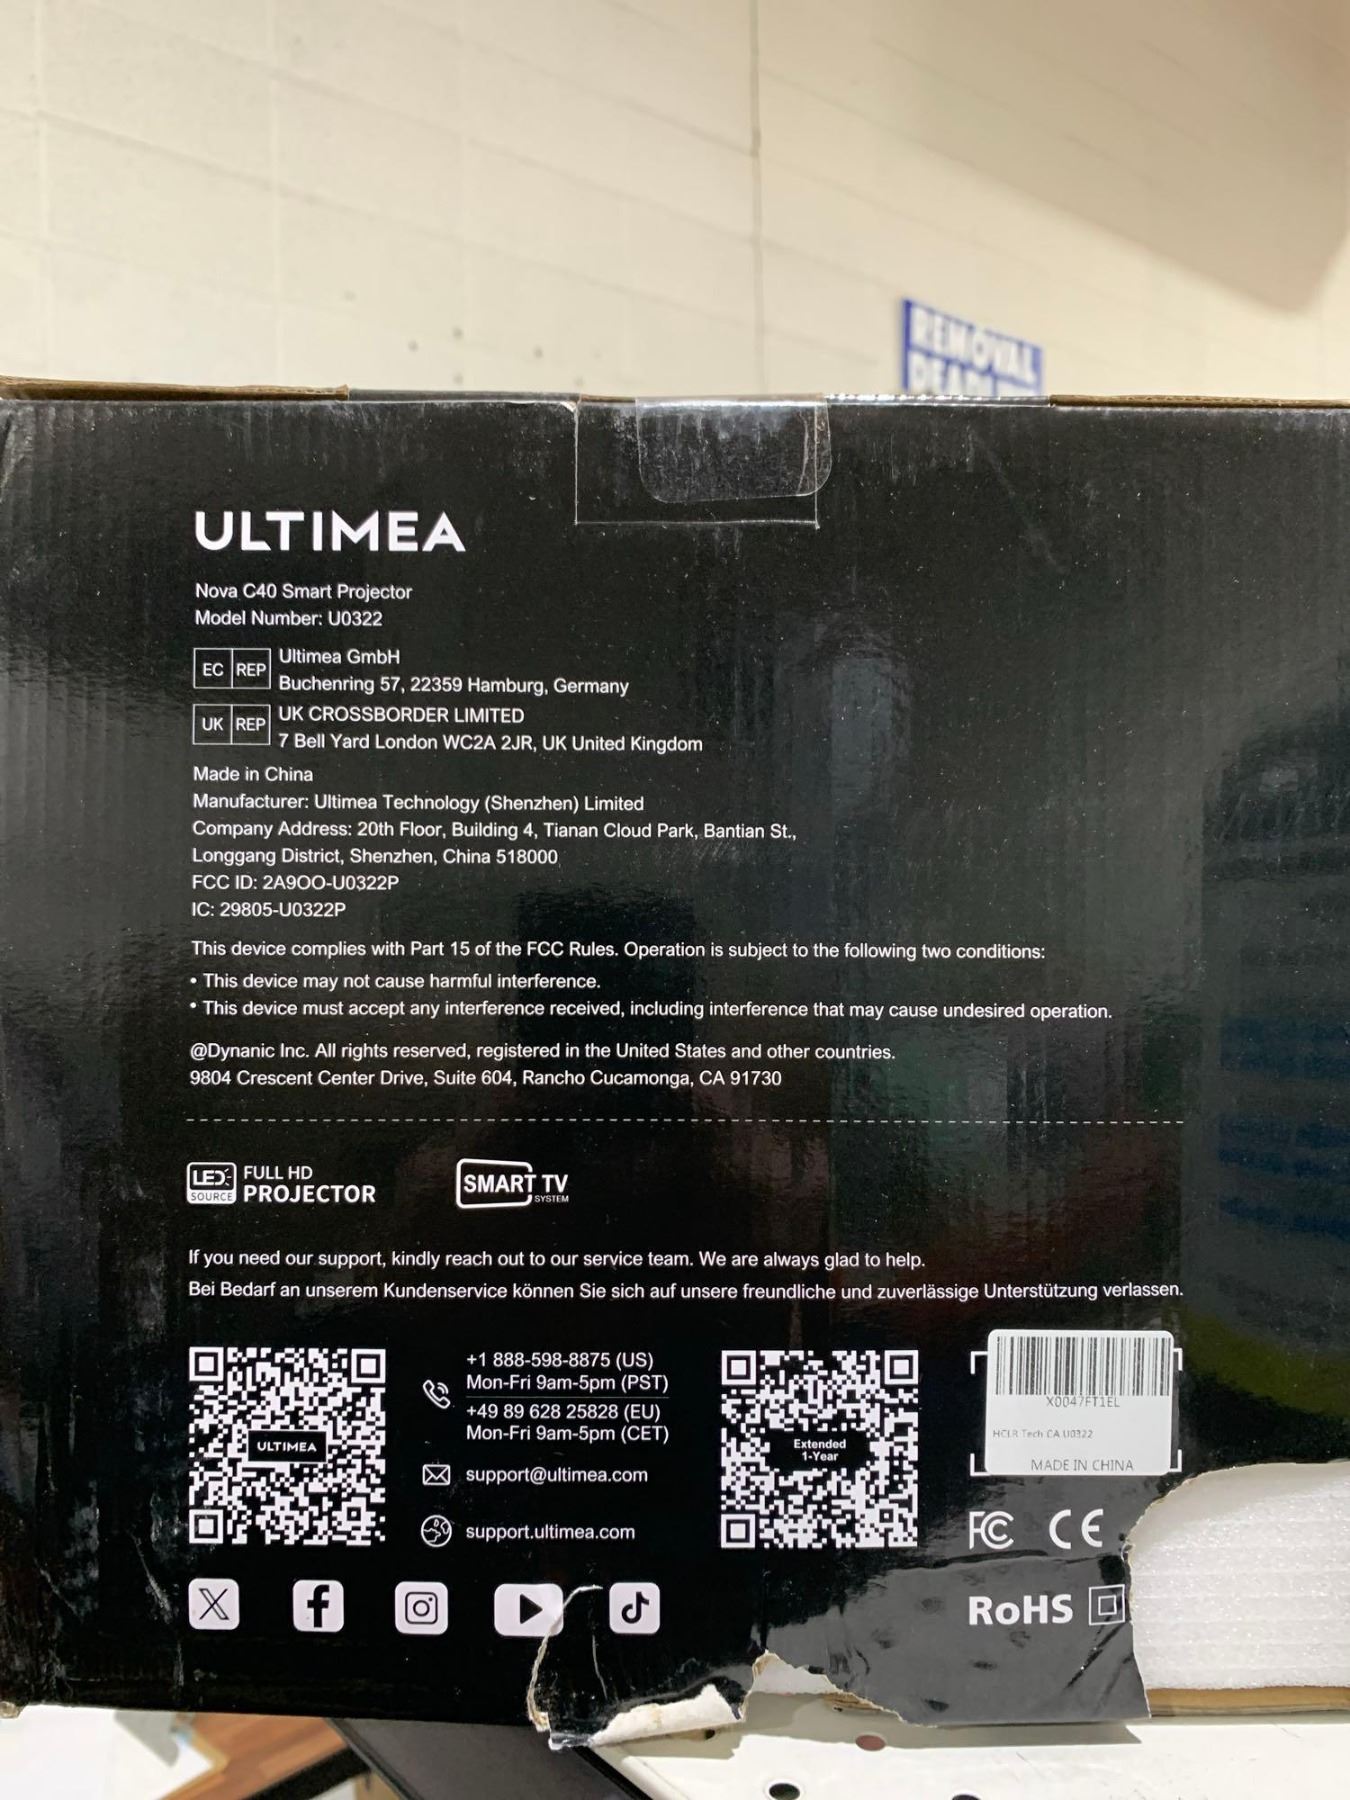 REMOVAL
ULTIMEA
Nova C40 Smart Projector
Model Number: U0322
EC REP Ultimea GmbH
Buchenring 57, 22359 Hamburg, Germany
UK REP UK CROSSBORDER LIMITED
7 Bell Yard London WC2A 2JR, UK United Kingdom
Made in China
Manufacturer: Ultimea Technology (Shenzhen) Limited
Company Address: 20th Floor, Building 4, Tianan Cloud Park, Bantian St.,
Longgang District, Shenzhen, China 518000
FCC ID: 2A9OO-U0322P
IC: 29805-U0322P
This device complies with Part 15 of the FCC Rules. Operation is subject to the following two conditions:
• This device may not cause harmful interference.
• This device must accept any interference received, including interference that may cause undesired operation.
@Dynanic Inc. All rights reserved, registered in the United States and other countries.
9804 Crescent Center Drive, Suite 604, Rancho Cucamonga, CA 91730
LED SOURCE FULL HD PROJECTOR
SMART TV SYSTEM
If you need our support, kindly reach out to our service team. We are always glad to help.
Bei Bedarf an unserem Kundenservice können Sie sich auf unsere freundliche und zuverlässige Unterstützung verlassen.
ULTIMEA
+1 888-598-8875 (US)
Mon-Fri 9am-5pm (PST)
+49 89 628 25828 (EU)
Mon-Fri 9am-5pm (CET)
support@ultimea.com
support.ultimea.com
Extended
1-Year
X0047FT1EL
HCLR Tech CA U0322
MADE IN CHINA
FC CE
RoHS